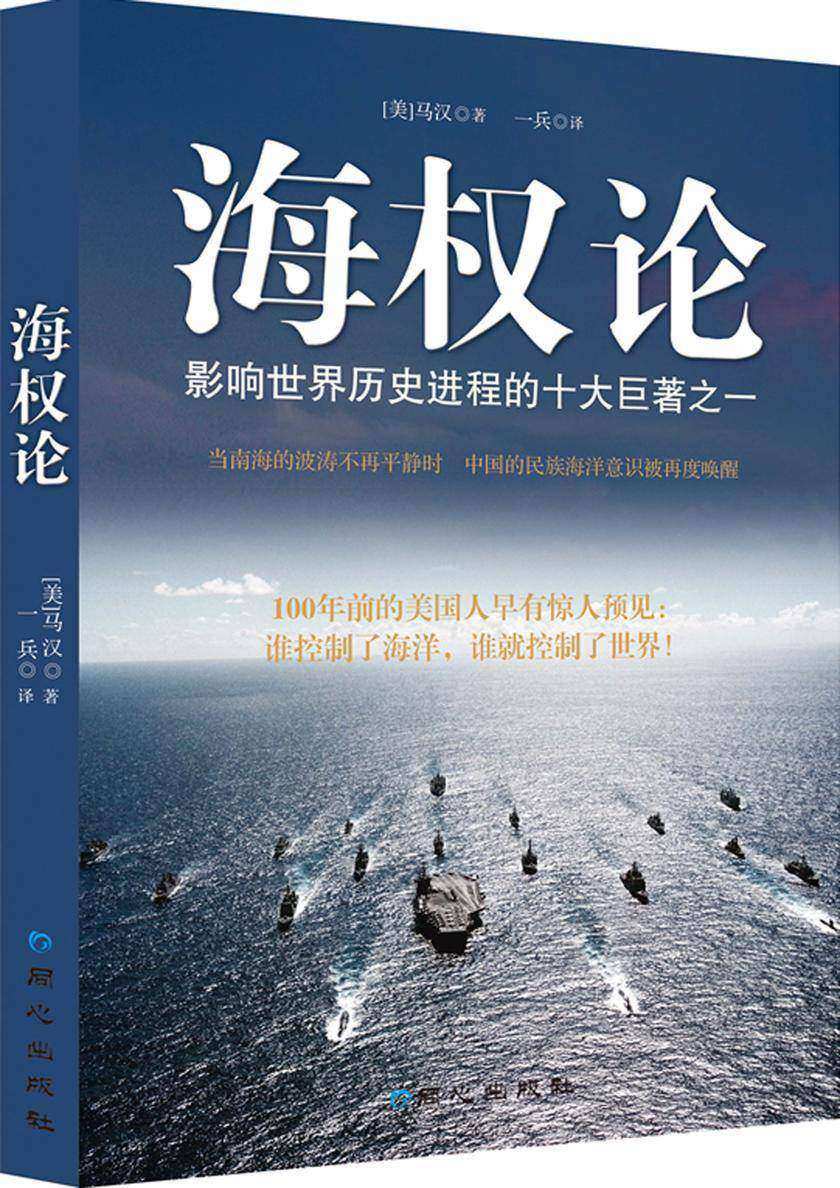 [美]马汉◎著 一兵◎译
海权论
影响世界历史进程的十大巨著之一
当南海的波涛不再平静时 中国的民族海洋意识被再度唤醒
100年前的美国人早有惊人预见：
谁控制了海洋，谁就控制了世界！
同心出版社
海权论
[美]马汉◎著
一兵◎译
同心出版社